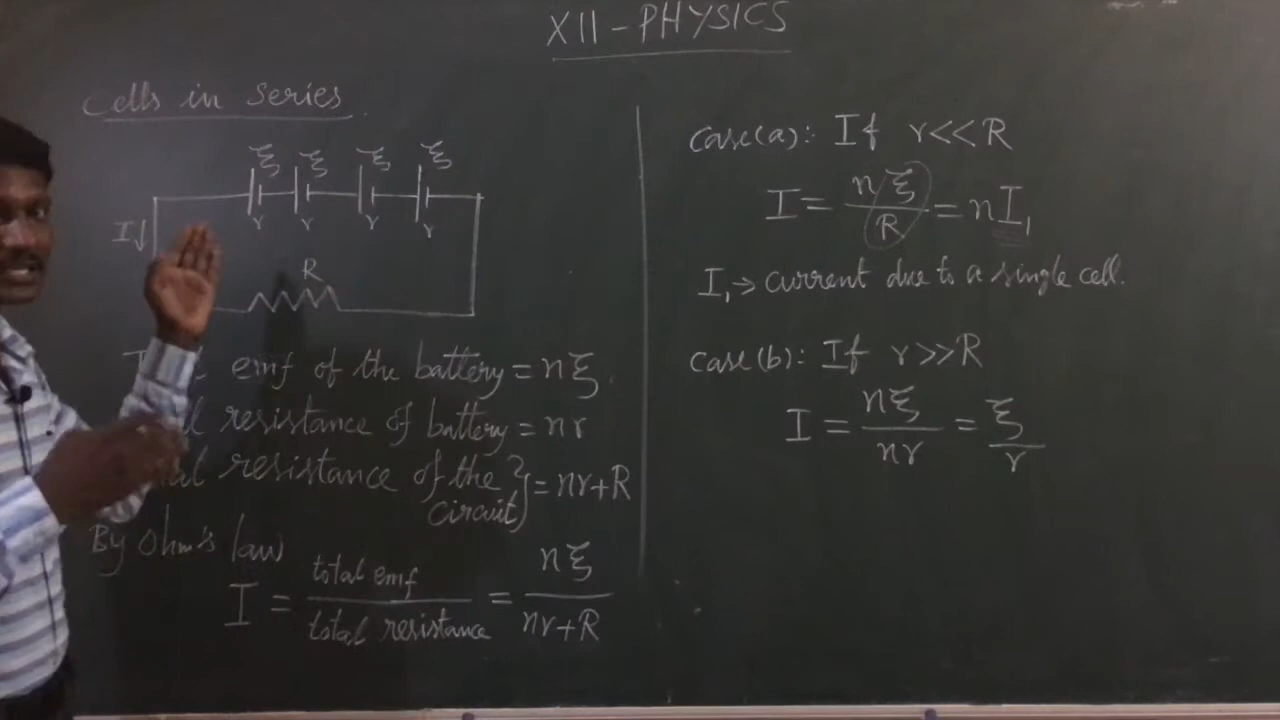 XII - PHYSICS
Cells in Series.
ξ ξ ξ ξ
r r r r
I
R
emf of the battery = nξ.
resistance of battery = nr
resistance of the circuit} = nr+R
By Ohm's law
I = total emf / total resistance = nξ / nr+R
Case(a): If r<<R
I = nξ / R = nI₁
I₁ → Current due to a single cell.
Case(b): If r>>R
I = nξ / nr = ξ / r